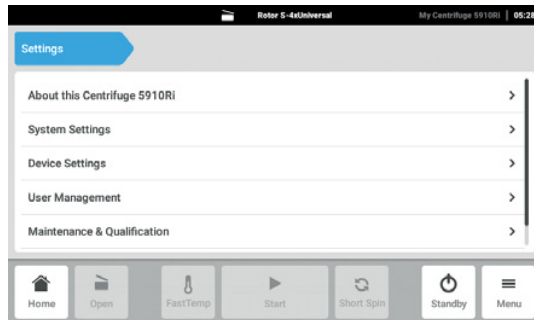 Rotor S-4xUniversal
My Centrifuge 5910Ri | 05:28
Settings
About this Centrifuge 5910Ri
System Settings
Device Settings
User Management
Maintenance & Qualification
Home
Open
FastTemp
Start
Short Spin
Standby
Menu